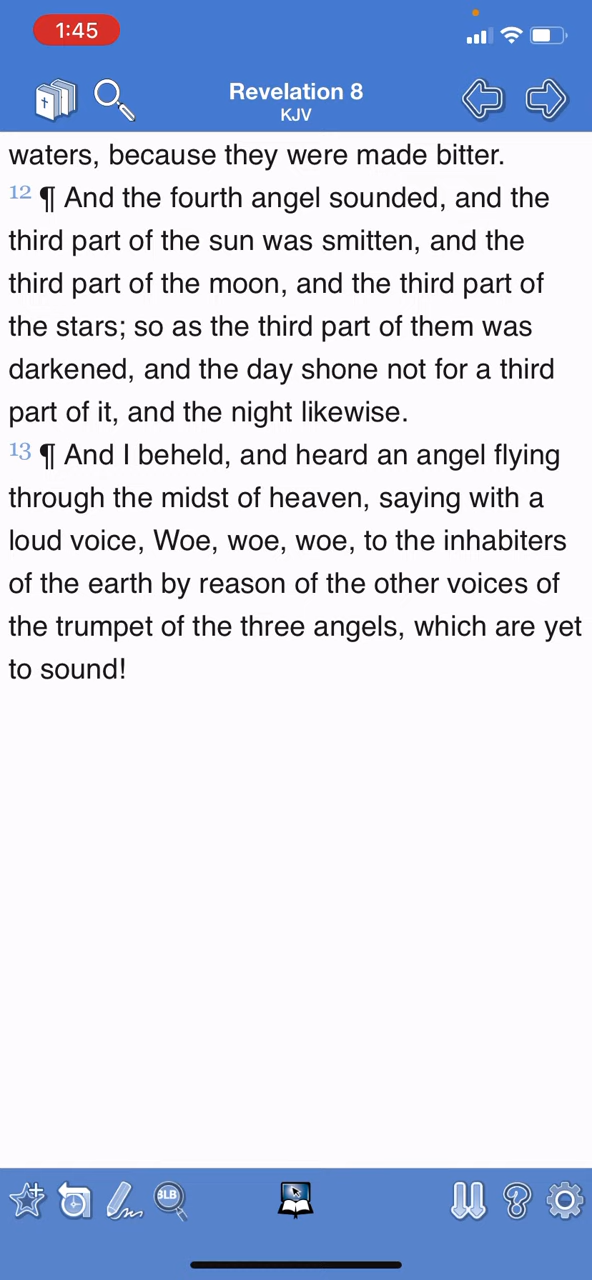 1:45
Revelation 8
KJV
waters, because they were made bitter.
12 ¶ And the fourth angel sounded, and the
third part of the sun was smitten, and the
third part of the moon, and the third part of
the stars; so as the third part of them was
darkened, and the day shone not for a third
part of it, and the night likewise.
13 ¶ And I beheld, and heard an angel flying
through the midst of heaven, saying with a
loud voice, Woe, woe, woe, to the inhabiters
of the earth by reason of the other voices of
the trumpet of the three angels, which are yet
to sound!
BLB